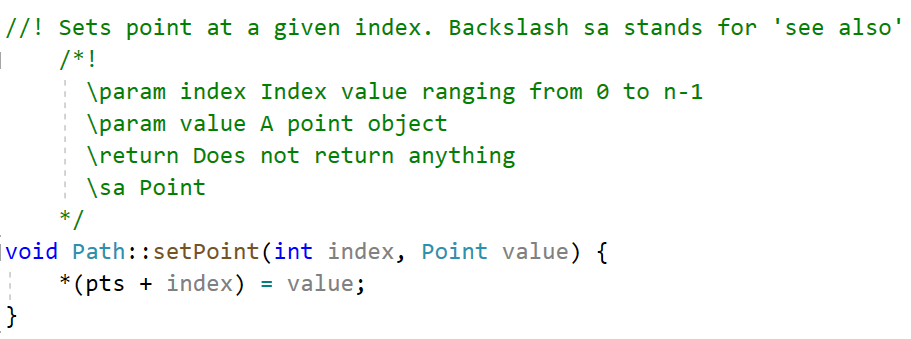 //! Sets point at a given index. Backslash sa stands for 'see also'
/*!
\param index Index value ranging from 0 to n-1
\param value A point object
\return Does not return anything
\sa Point
*/
void Path::setPoint(int index, Point value) {
*(pts + index) = value;
}